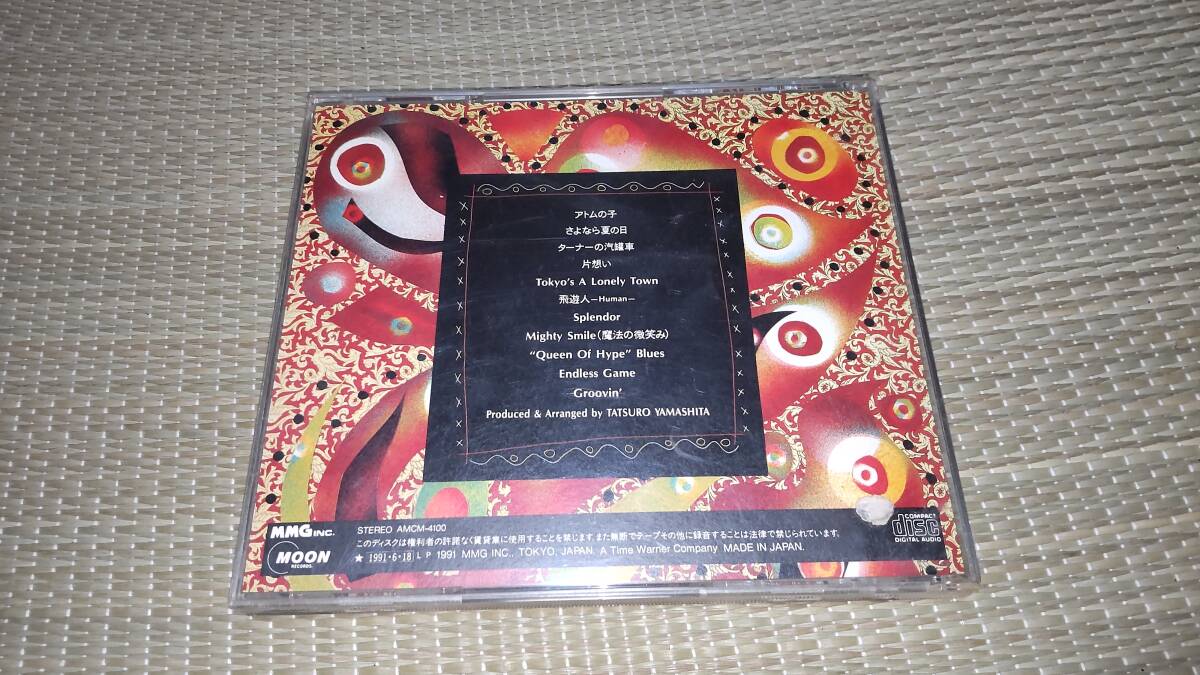 アトムの子
さよなら夏の日
ターナーの汽罐車
片想い
Tokyo's A Lonely Town
飛遊人—Human—
Splendor
Mighty Smile(魔法の微笑み)
"Queen Of Hype" Blues
Endless Game
Groovin'
Produced & Arranged by TATSURO YAMASHITA
MMG INC.
STEREO AMCM-4100
このディスクは権利者の許諾なく賃貸業に使用することを禁じます。また無断でテープその他に録音することは法律で禁じられています。
★ 1991・6・18 L P 1991 MMG INC., TOKYO, JAPAN. A Time Warner Company MADE IN JAPAN.
MOON
RECORDS.
COMPACT
disc
DIGITAL AUDIO